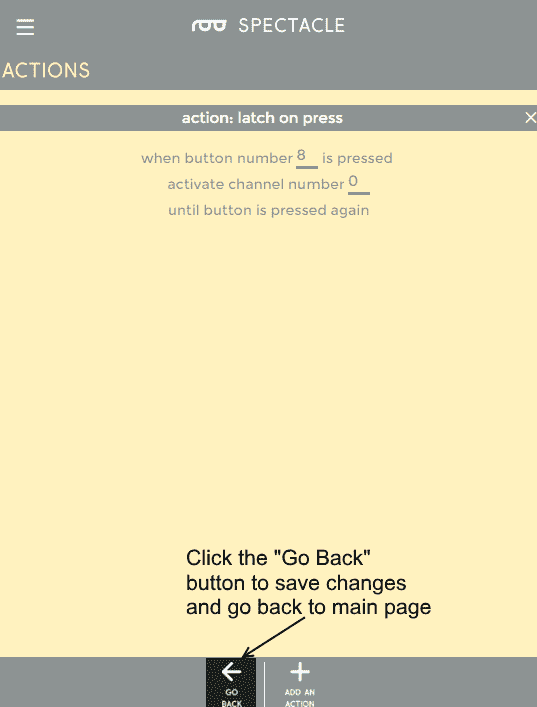 SPECTACLE
ACTIONS
action: latch on press
when button number 8 is pressed
activate channel number 0
until button is pressed again
Click the "Go Back"
button to save changes
and go back to main page
GO
BACK
ADD AN
ACTION